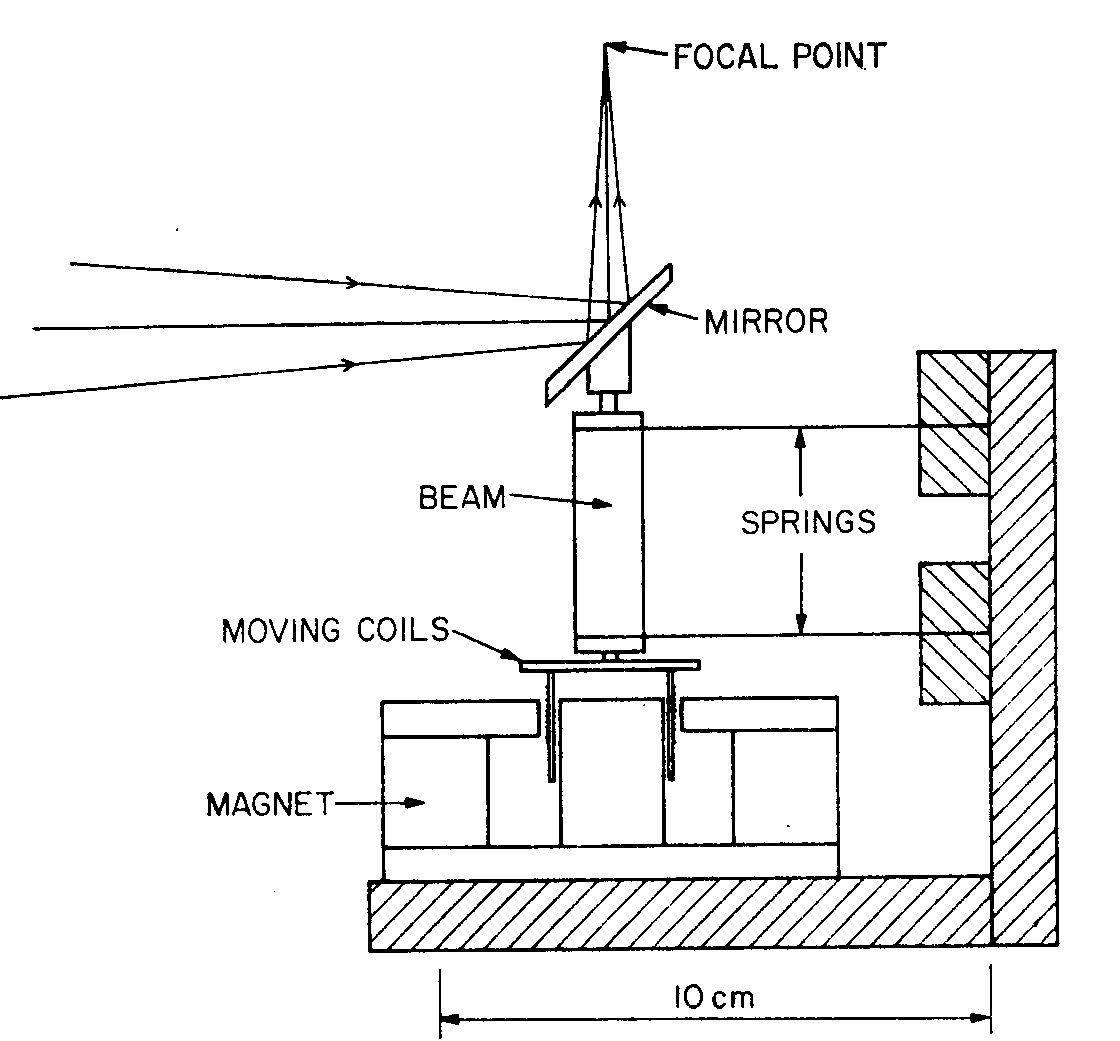 FOCAL POINT
MIRROR
BEAM
SPRINGS
MOVING COILS
MAGNET
10 cm